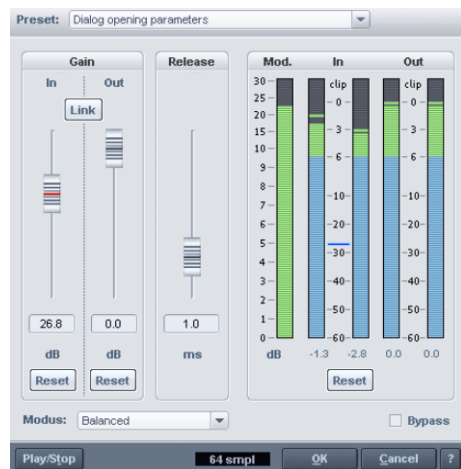 Preset: Dialog opening parameters
Gain Release Mod. In Out
In Out
Link
30 clip clip
25 0 0
20
15 3 3
10 6 6
9
8 10 10
7
6 20 20
5
30 30
4
3 40 40
2 50 50
1
0 60 60
26.8 0.0 1.0
dB dB ms dB -1.3 -2.8 0.0 0.0
Reset Reset Reset
Modus: Balanced Bypass
Play/Stop 64 smpl OK Cancel ?